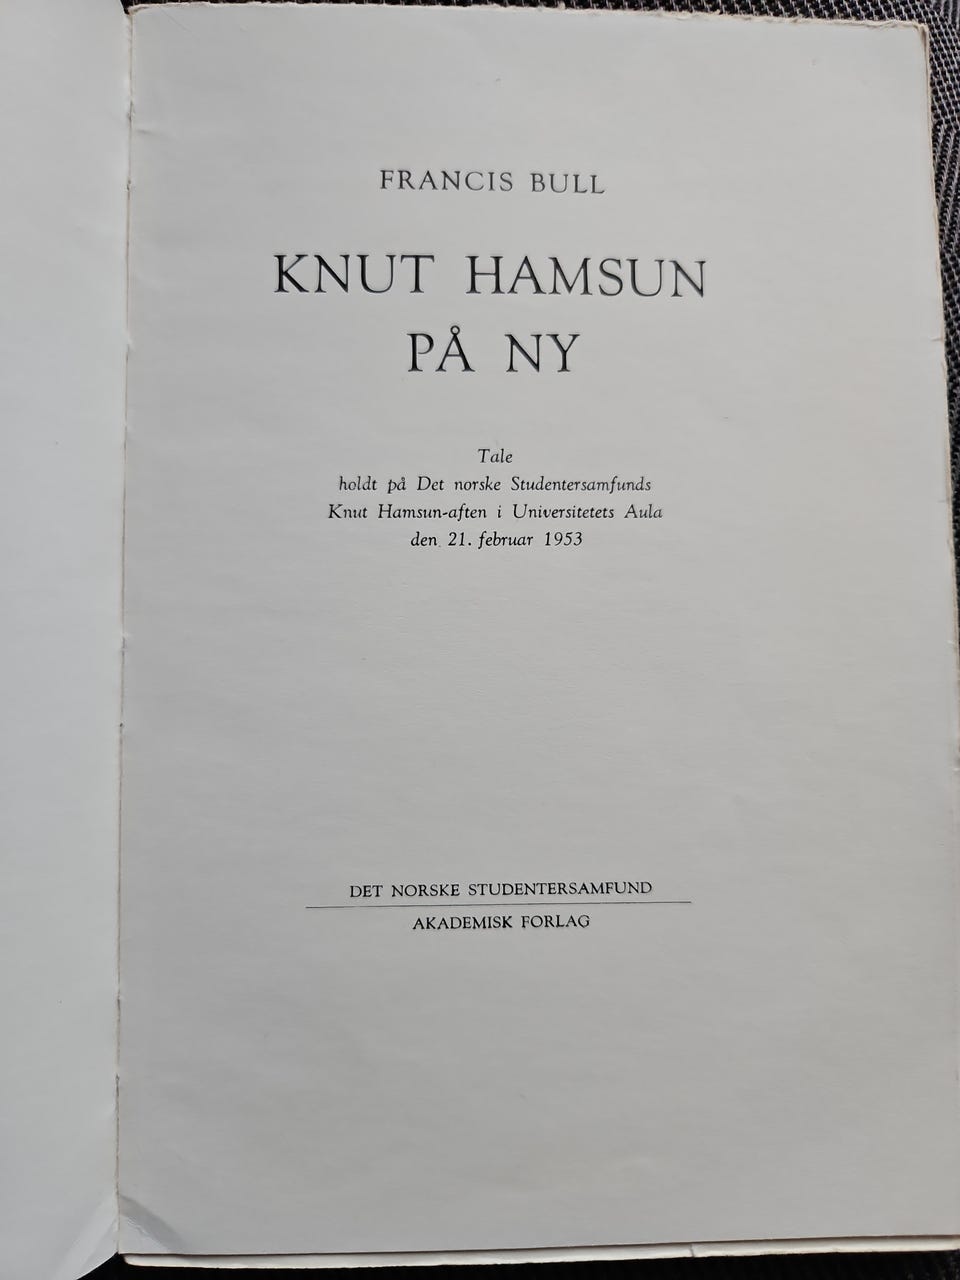 FRANCIS BULL
KNUT HAMSUN
PÅ NY
Tale
holdt på Det norske Studentersamfunds
Knut Hamsun-aften i Universitetets Aula
den 21. februar 1953
DET NORSKE STUDENTERSAMFUND
AKADEMISK FORLAG